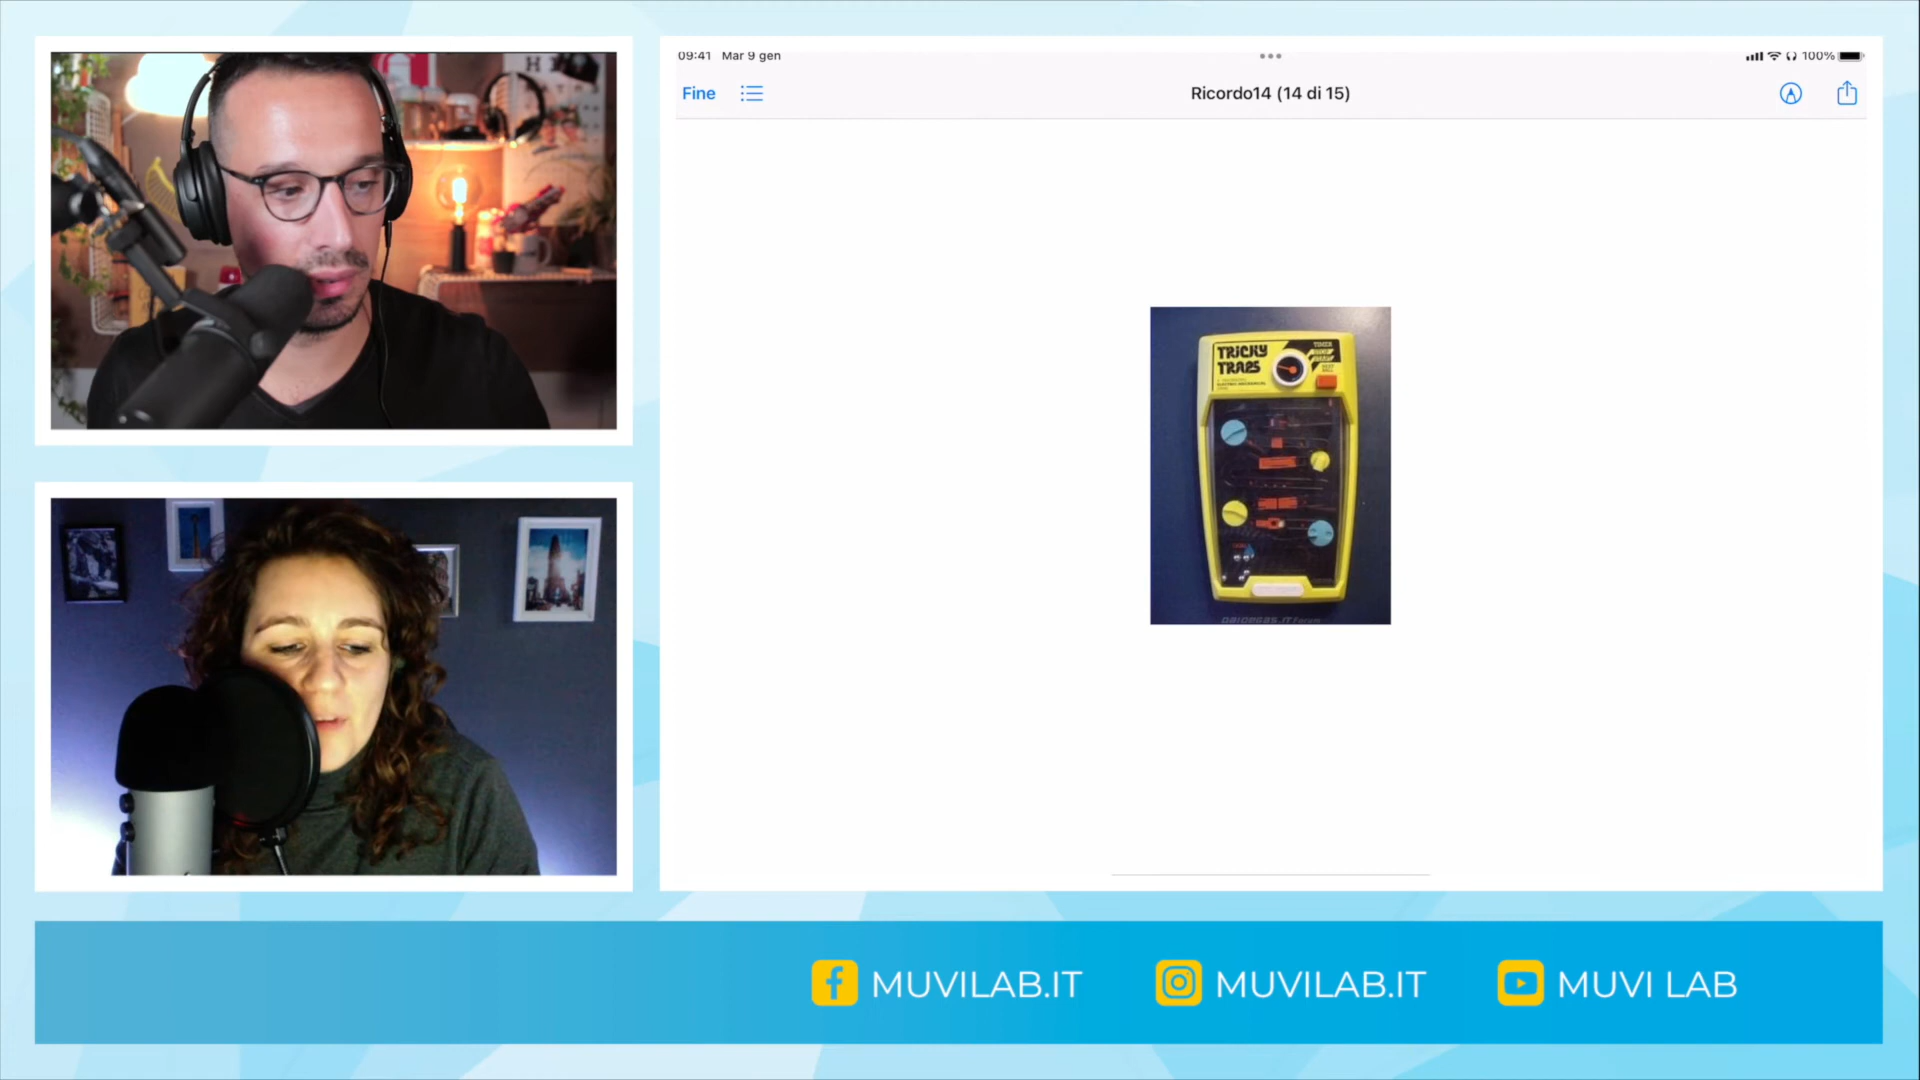 09:41 Mar 9 gen
100%
Fine
Ricordo14 (14 di 15)
TRICKY
TRAPS
TIMER
MUVILAB.IT
MUVILAB.IT
MUVI LAB